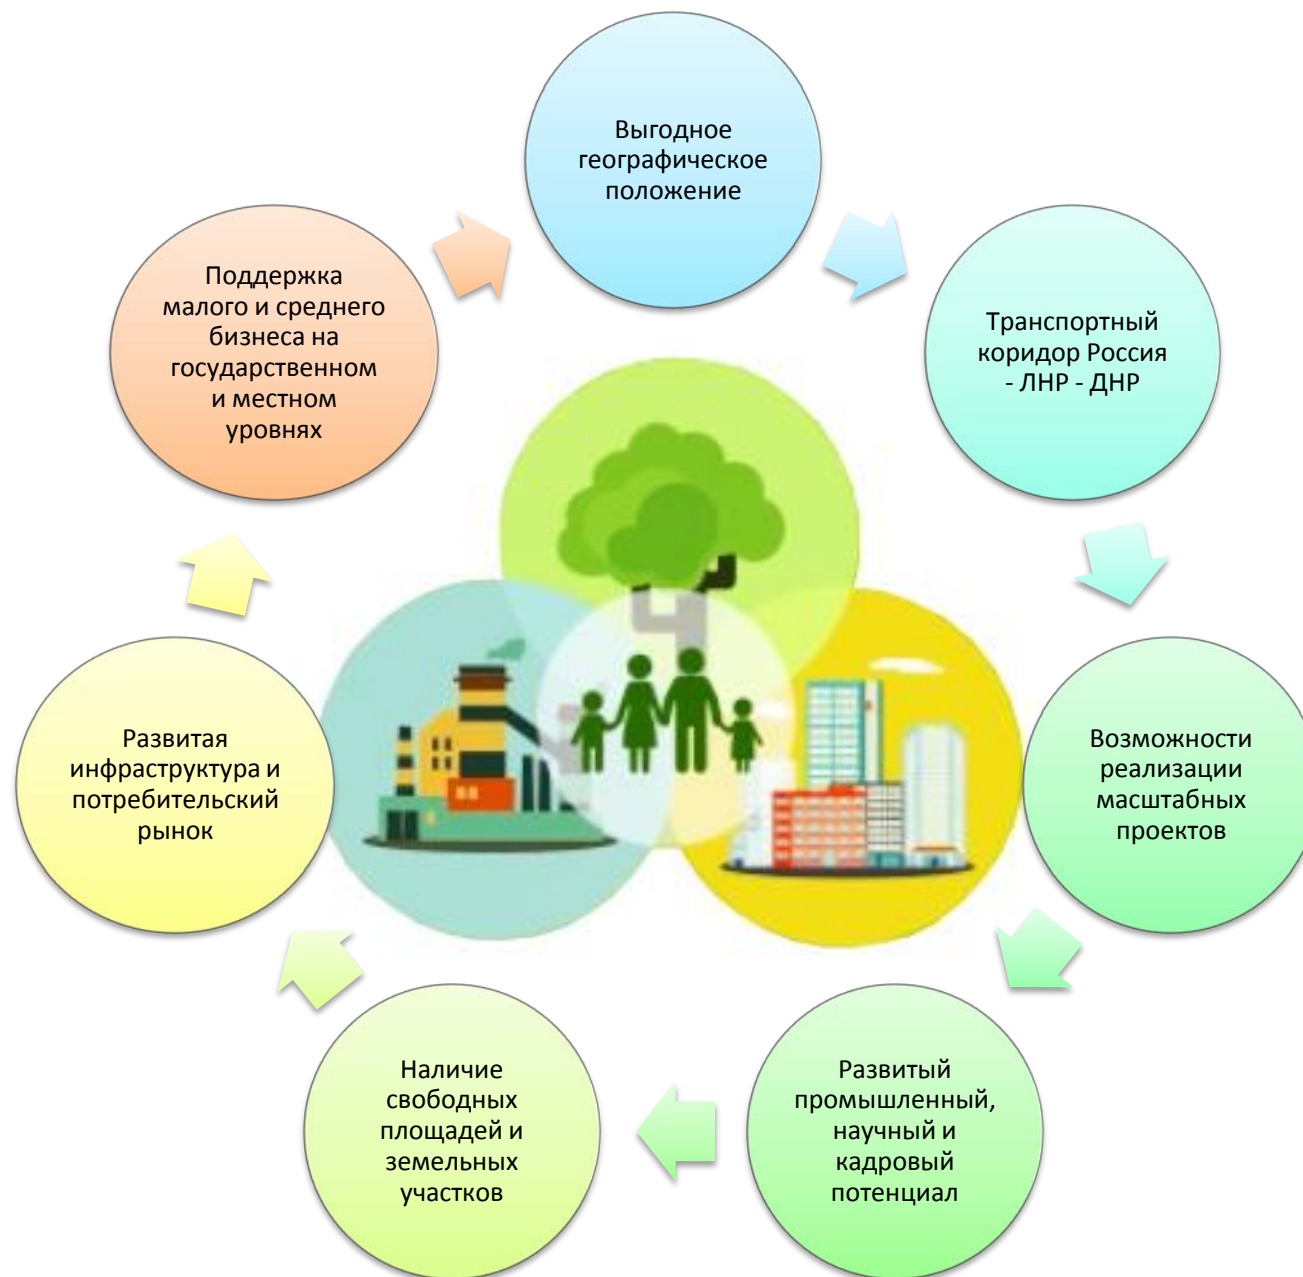 Выгодное
географическое
положение
Транспортный
коридор Россия
- ЛНР - ДНР
Возможности
реализации
масштабных
проектов
Развитый
промышленный,
научный и
кадровый
потенциал
Наличие
свободных
площадей и
земельных
участков
Развитая
инфраструктура и
потребительский
рынок
Поддержка
малого и среднего
бизнеса на
государственном
и местном
уровнях